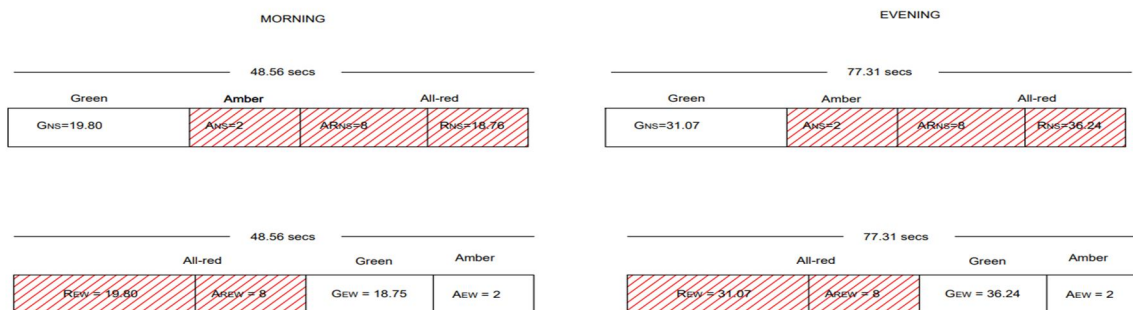 MORNING
48.56 secs
Green Amber All-red
GNS=19.80 ANS=2 ARNS=8 RNS=18.76
48.56 secs
All-red Green Amber
REW = 19.80 AREW = 8 GEW = 18.75 AEW = 2
EVENING
77.31 secs
Green Amber All-red
GNS=31.07 ANS=2 ARNS=8 RNS=36.24
77.31 secs
All-red Green Amber
REW = 31.07 AREW = 8 GEW = 36.24 AEW = 2